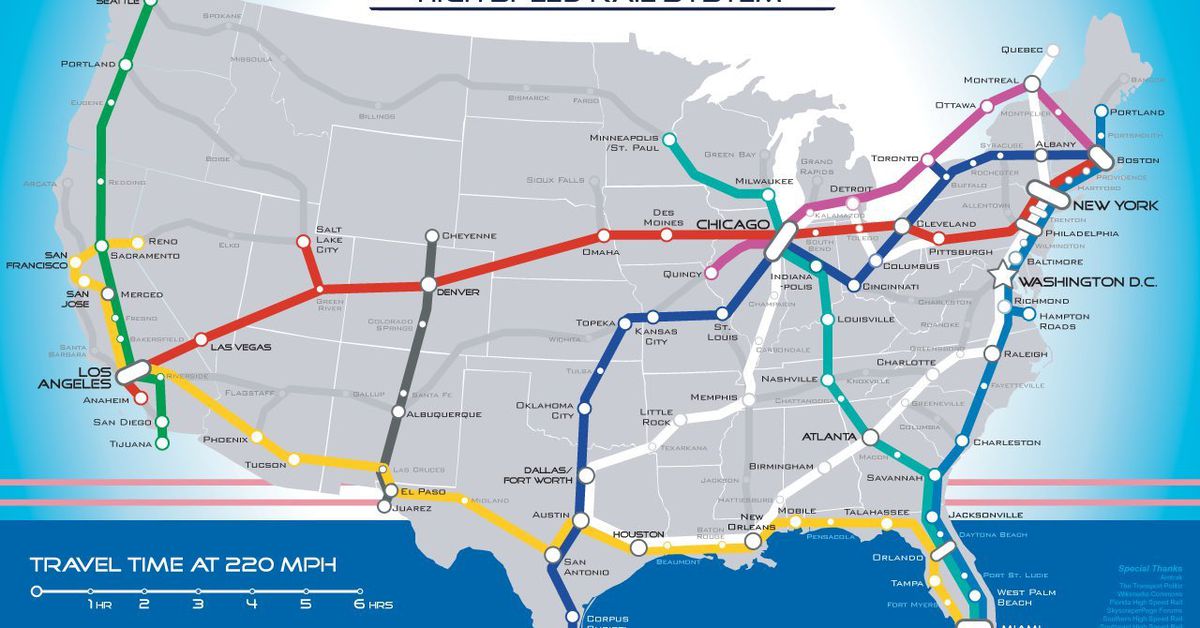 HIGH SPEED RAIL SYSTEM
SEATTLE
SPOKANE
QUEBEC
PORTLAND
MISSOULA
MONTREAL
BANGOR
EUGENE
BILLINGS
BISMARCK
FARGO
OTTAWA
MONTPELIER
PORTLAND
MINNEAPOLIS
/ST. PAUL
GREEN BAY
PORTSMOUTH
BOISE
TORONTO
SYRACUSE
ALBANY
BOSTON
GRAND
RAPIDS
ROCHESTER
PROVIDENCE
ARCATA
REDDING
SIOUX FALLS
MILWAUKEE
DETROIT
BUFFALO
HARTFORD
ALLENTOWN
NEW YORK
KALAMAZOO
DES
MOINES
CHICAGO
CLEVELAND
TRENTON
SALT
LAKE
CITY
CHEYENNE
SOUTH
BEND
TOLEDO
PHILADELPHIA
RENO
ELKO
SACRAMENTO
OMAHA
PITTSBURGH
WILMINGTON
SAN
FRANCISCO
QUINCY
COLUMBUS
BALTIMORE
INDIANA
-POLIS
CINCINNATI
WASHINGTON D.C.
SAN
JOSE
MERCED
GREEN
RIVER
DENVER
CHARLESTON
RICHMOND
CHAMPAIGN
HAMPTON
ROADS
FRESNO
COLORADO
SPRINGS
TOPEKA
KANSAS
CITY
ST.
LOUIS
LOUISVILLE
ROANOKE
BAKERSFIELD
WICHITA
SANTA
BARBARA
LAS VEGAS
CARBONDALE
GREENSBORO
RALEIGH
CHARLOTTE
LOS
ANGELES
RIVERSIDE
TULSA
NASHVILLE
KNOXVILLE
FAYETTEVILLE
ANAHEIM
FLAGSTAFF
GALLUP
SANTA FE
MEMPHIS
CHATTANOOGA
GREENVILLE
OKLAHOMA
CITY
LITTLE
ROCK
SAN DIEGO
ALBUQUERQUE
COLUMBIA
TIJUANA
PHOENIX
ATLANTA
CHARLESTON
TEXARKANA
TUCSON
LAS CRUCES
DALLAS/
FORT WORTH
BIRMINGHAM
MACON
JACKSON
SAVANNAH
EL PASO
MIDLAND
HATTIESBURG
JUAREZ
AUSTIN
NEW
ORLEANS
MOBILE
TALAHASSEE
JACKSONVILLE
HOUSTON
BATON
ROUGE
PENSACOLA
DAYTONA BEACH
SAN
ANTONIO
BEAUMONT
ORLANDO
TRAVEL TIME AT 220 MPH
PORT ST. LUCIE
TAMPA
WEST PALM
BEACH
1 HR
2
3
4
5
6 HRS
FORT MYERS
CORPUS
CHRISTI
MIAMI
Special Thanks
Amtrak
The Transport Politic
Wikimedia Commons
Florida High Speed Rail
SkyscraperPage Forums
Southern High Speed Rail